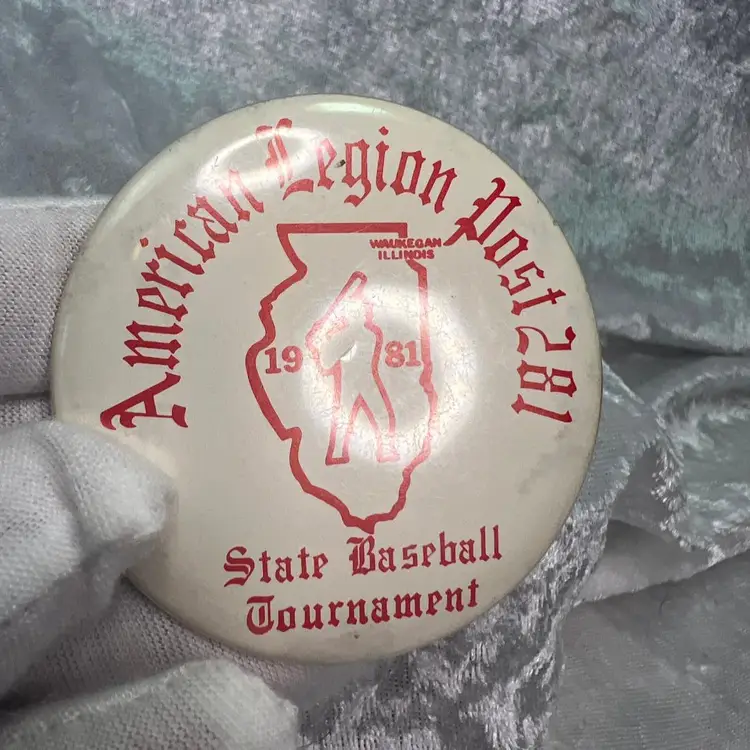 American Legion Post 281
WAUKEGAN
ILLINOIS
19 81
State Baseball
Tournament